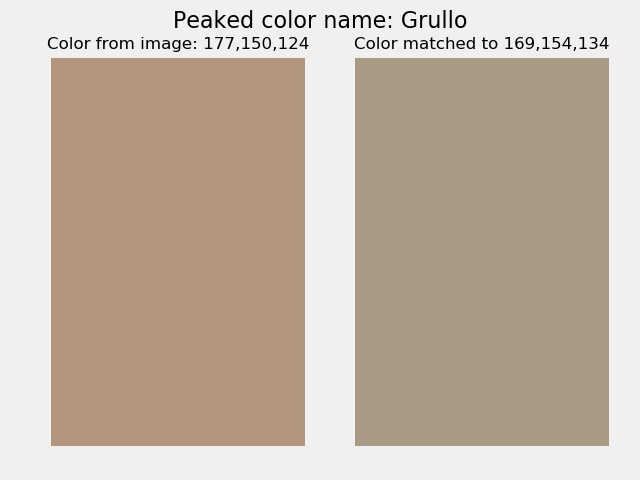 Peaked color name: Grullo
Color from image: 177,150,124
Color matched to 169,154,134